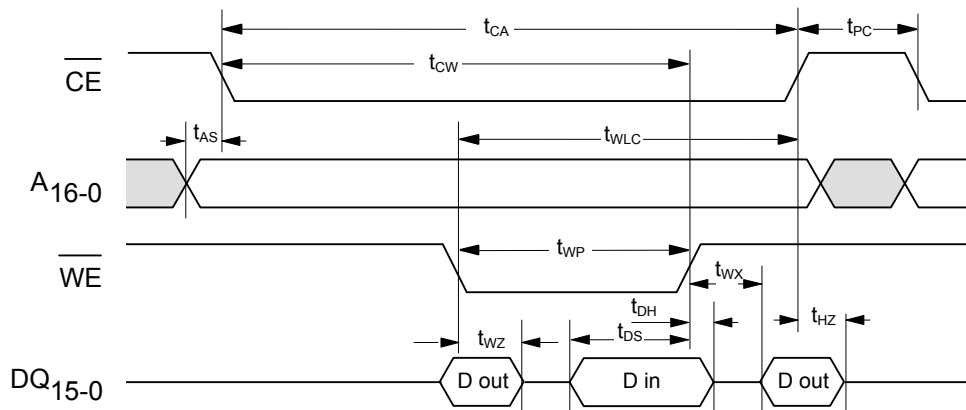 tCA
tPC
CE
tCW
tAS
tWLC
A16-0
WE
tWP
tWX
tDH
tHZ
tWZ
tDS
DQ15-0
D out
D in
D out